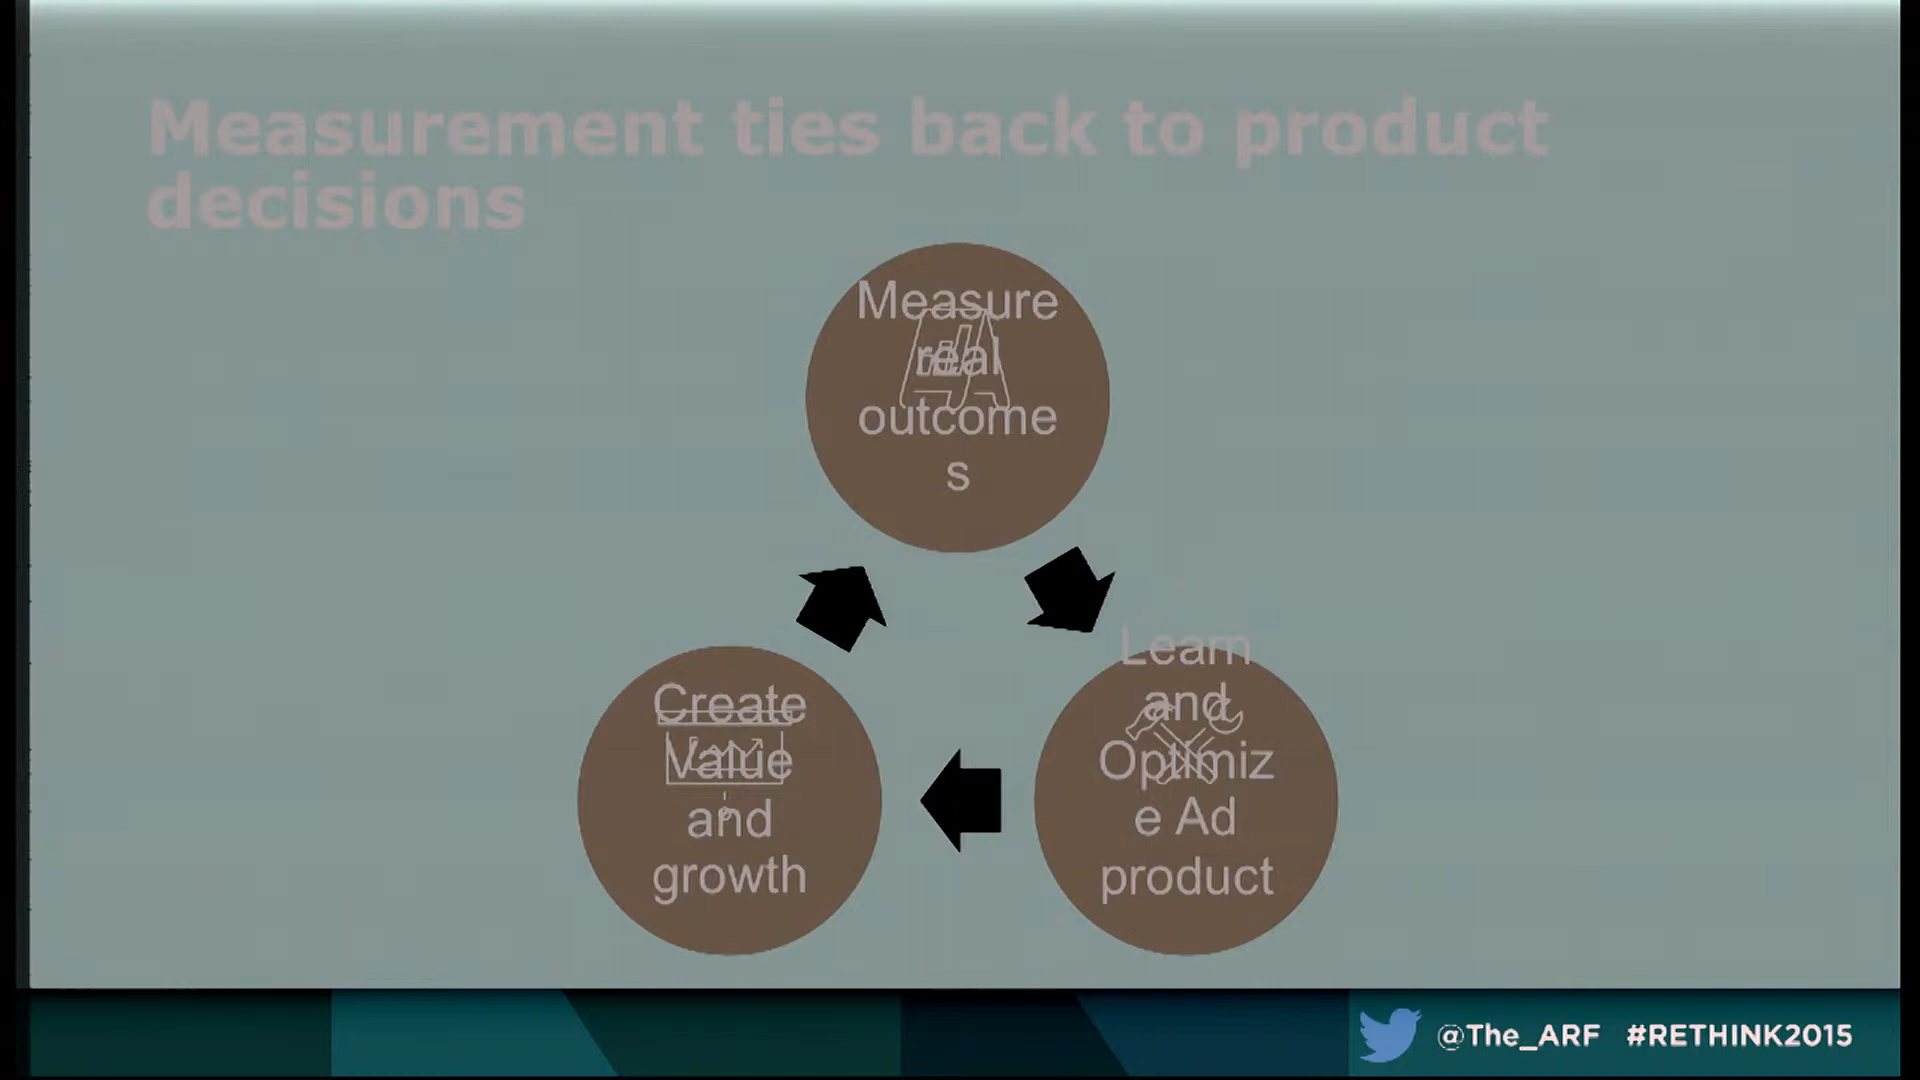 Measurement ties back to product
decisions
Measure
real
outcome
s
Learn
and
Optimiz
e Ad
product
Create
Value
and
growth
@The_ARF #RETHINK2015